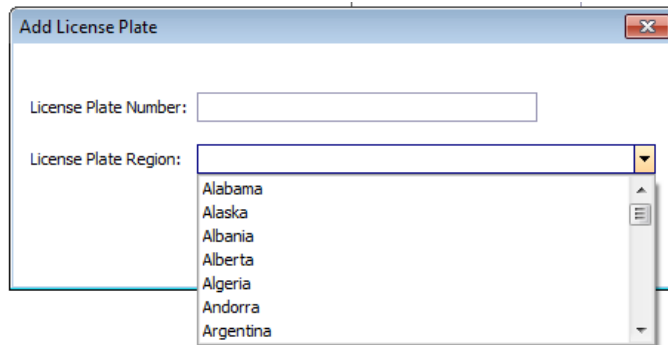 Add License Plate
License Plate Number:
License Plate Region:
Alabama
Alaska
Albania
Alberta
Algeria
Andorra
Argentina